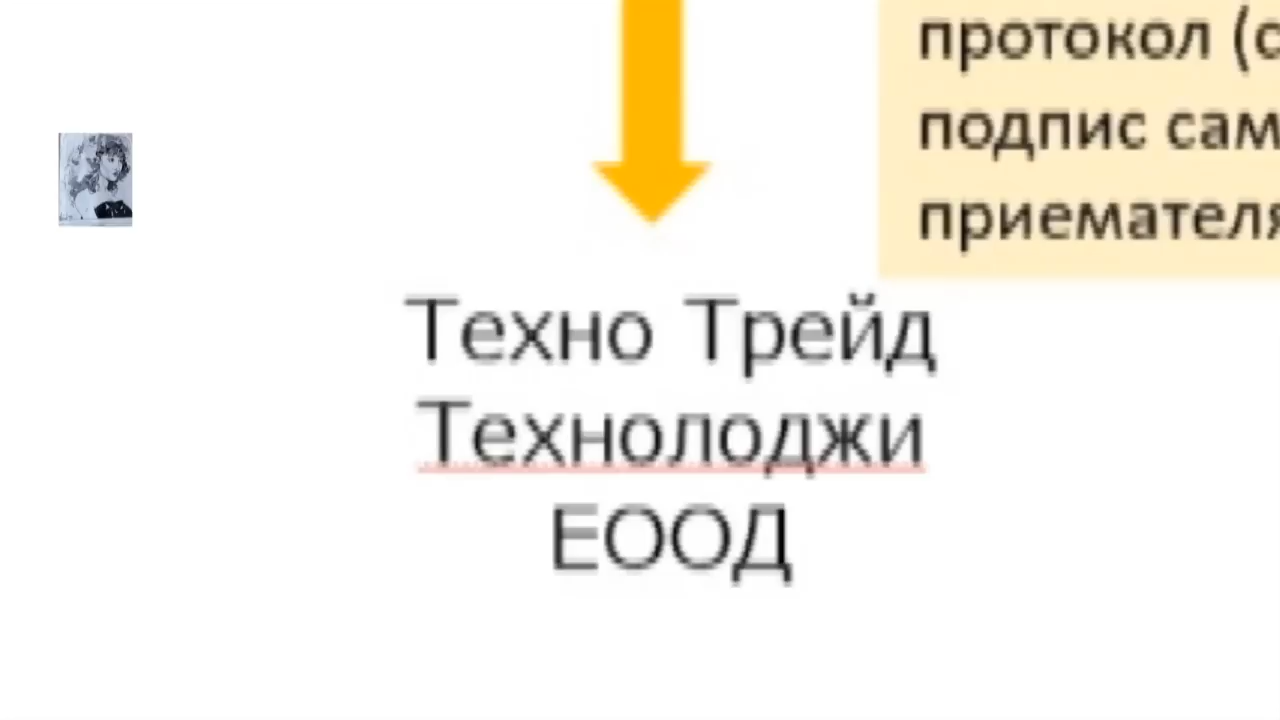 протокол (
подпис сам
приемателя
Техно Трейд
Технолоджи
ЕООД